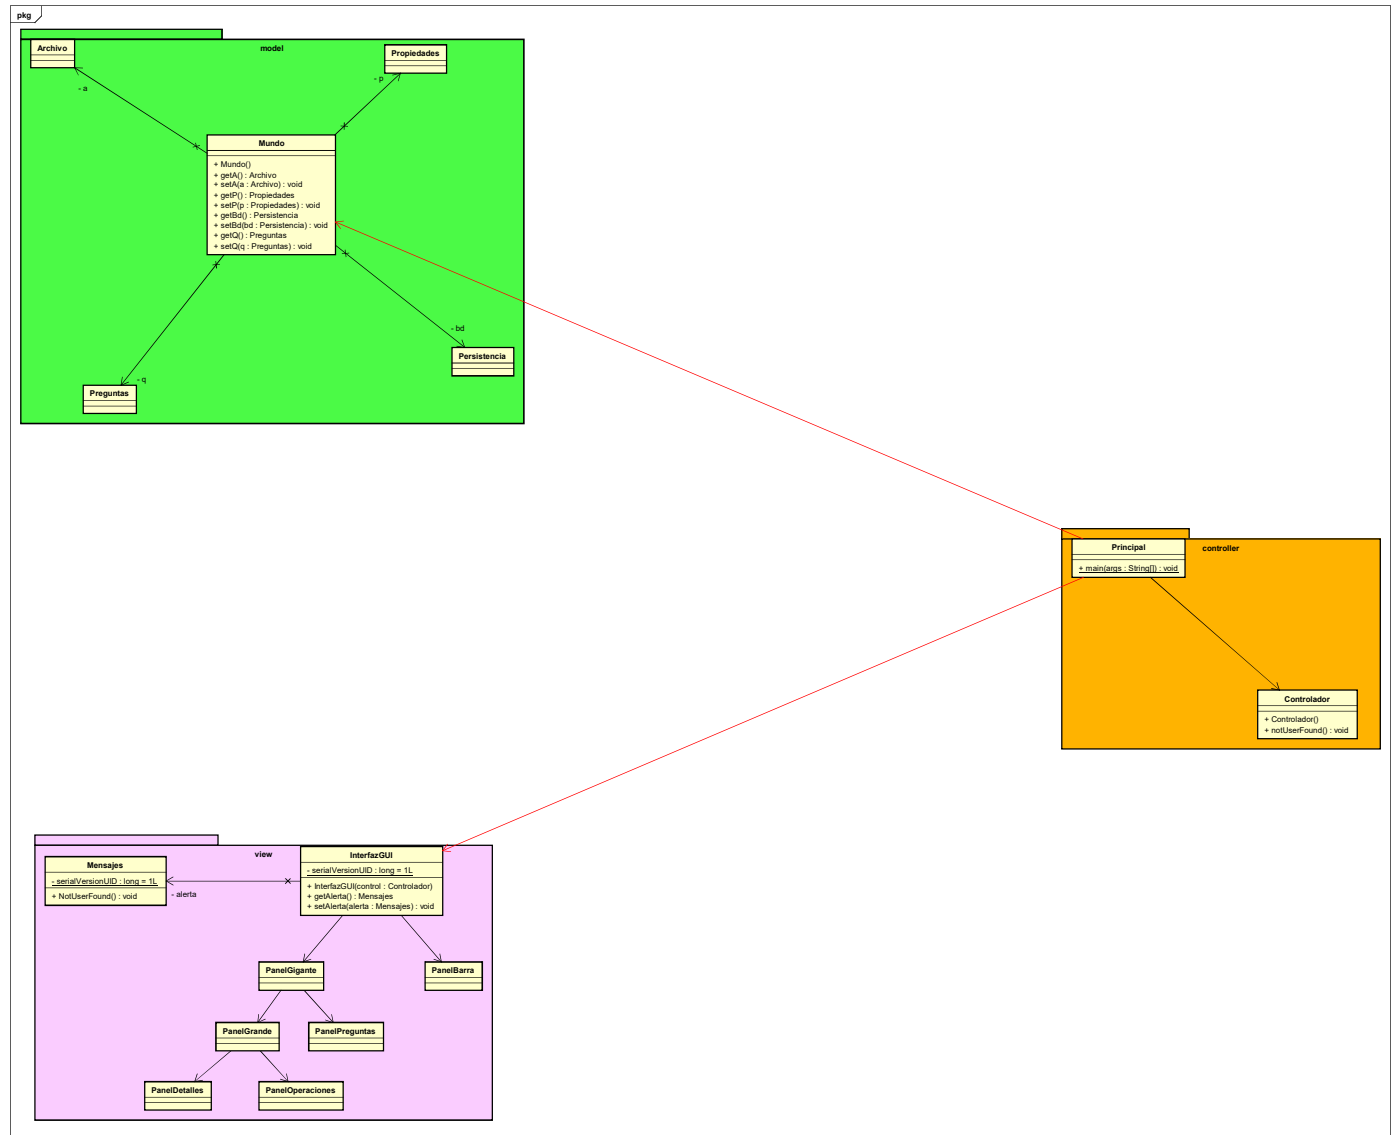 pkg
model
Archivo
Propiedades
- a
- p
Mundo
+ Mundo()
+ getA() : Archivo
+ setA(a : Archivo) : void
+ getP() : Propiedades
+ setP(p : Propiedades) : void
+ getBd() : Persistencia
+ setBd(bd : Persistencia) : void
+ getQ() : Preguntas
+ setQ(q : Preguntas) : void
- bd
Persistencia
- q
Preguntas
controller
Principal
+ main(args : String[]) : void
Controlador
+ Controlador()
+ notUserFound() : void
view
Mensajes
- serialVersionUID : long = 1L
+ NotUserFound() : void
- alerta
InterfazGUI
- serialVersionUID : long = 1L
+ InterfazGUI(control : Controlador)
+ getAlerta() : Mensajes
+ setAlerta(alerta : Mensajes) : void
PanelGigante
PanelBarra
PanelGrande
PanelPreguntas
PanelDetalles
PanelOperaciones